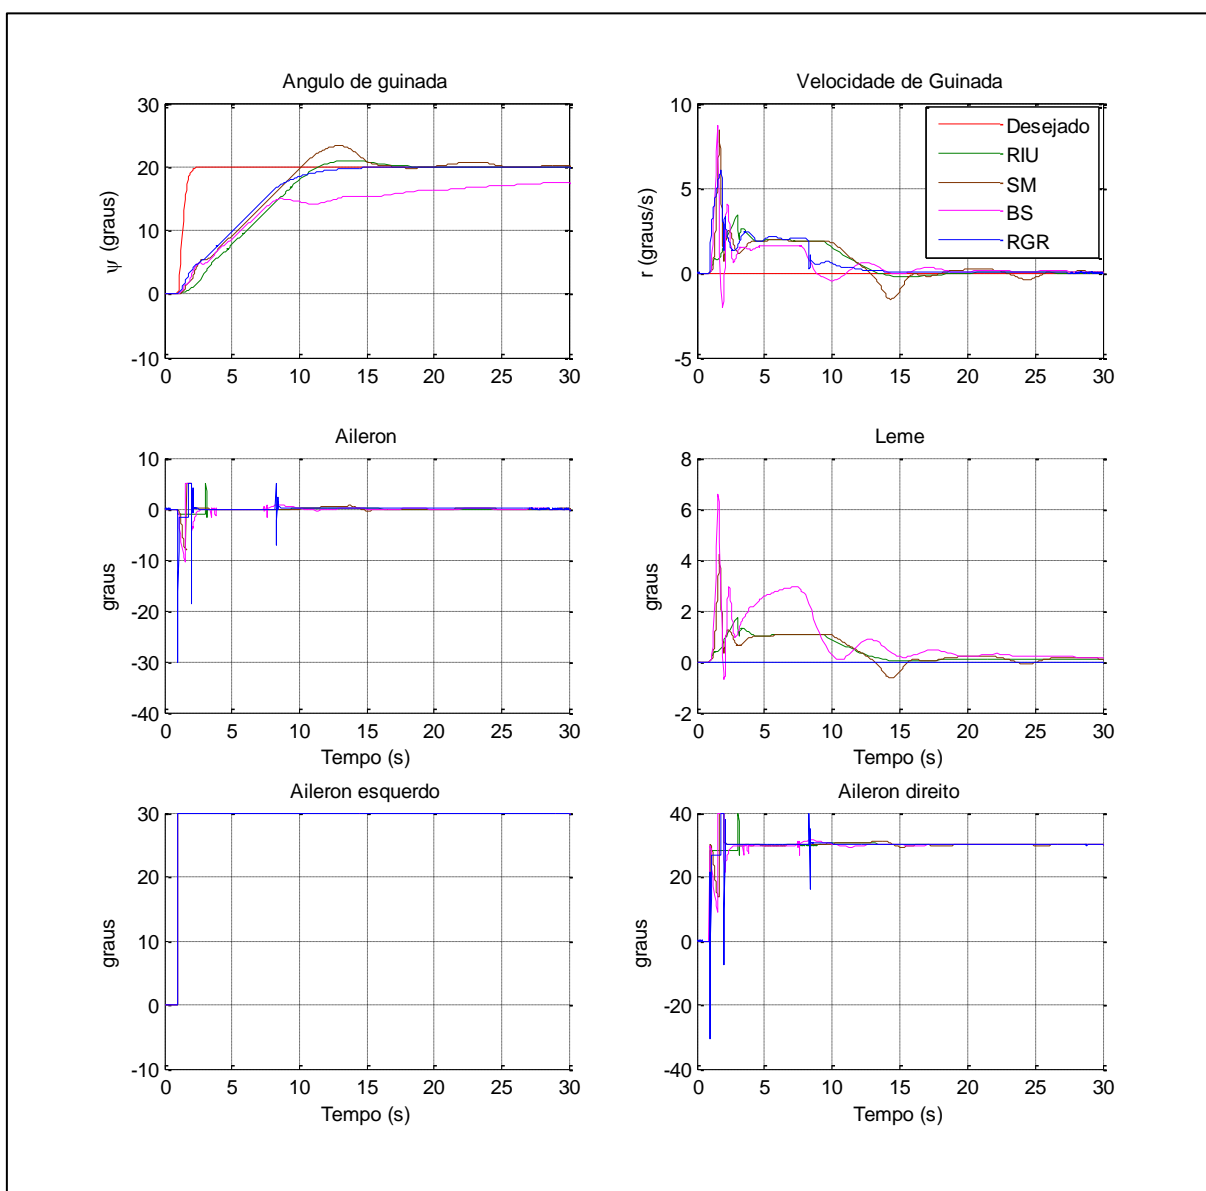 Angulo de guinada
30
20
10
0
-10
ψ (graus)
0 5 10 15 20 25 30
Velocidade de Guinada
10
5
0
-5
r (graus/s)
0 5 10 15 20 25 30
Desejado
RIU
SM
BS
RGR
Aileron
10
0
-10
-20
-30
-40
graus
0 5 10 15 20 25 30
Tempo (s)
Leme
8
6
4
2
0
-2
graus
0 5 10 15 20 25 30
Tempo (s)
Aileron esquerdo
30
20
10
0
-10
graus
0 5 10 15 20 25 30
Tempo (s)
Aileron direito
40
20
0
-20
-40
graus
0 5 10 15 20 25 30
Tempo (s)